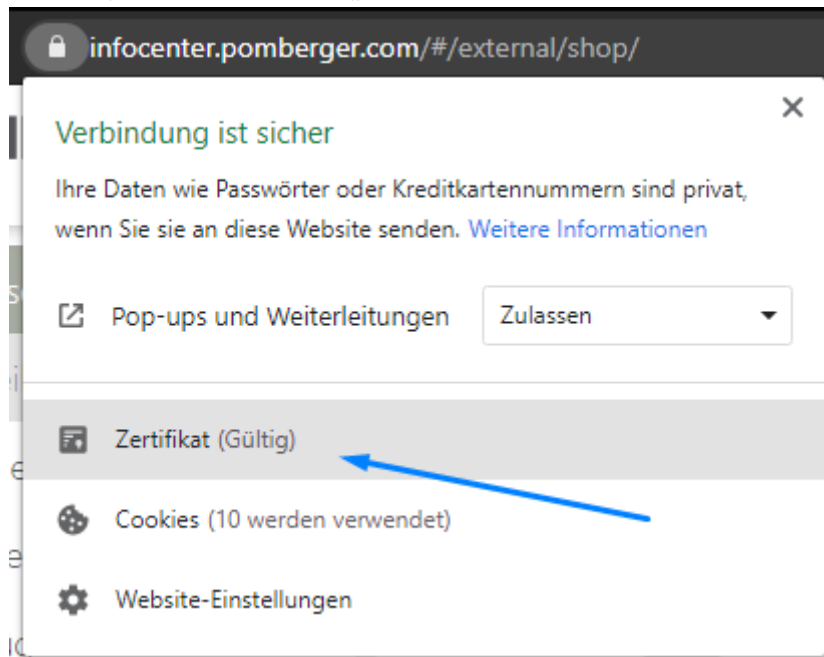 infocenter.pomberger.com/#/external/shop/
Verbindung ist sicher
Ihre Daten wie Passwörter oder Kreditkartennummern sind privat,
wenn Sie sie an diese Website senden. Weitere Informationen
Pop-ups und Weiterleitungen Zulassen
Zertifikat (Gültig)
Cookies (10 werden verwendet)
Website-Einstellungen